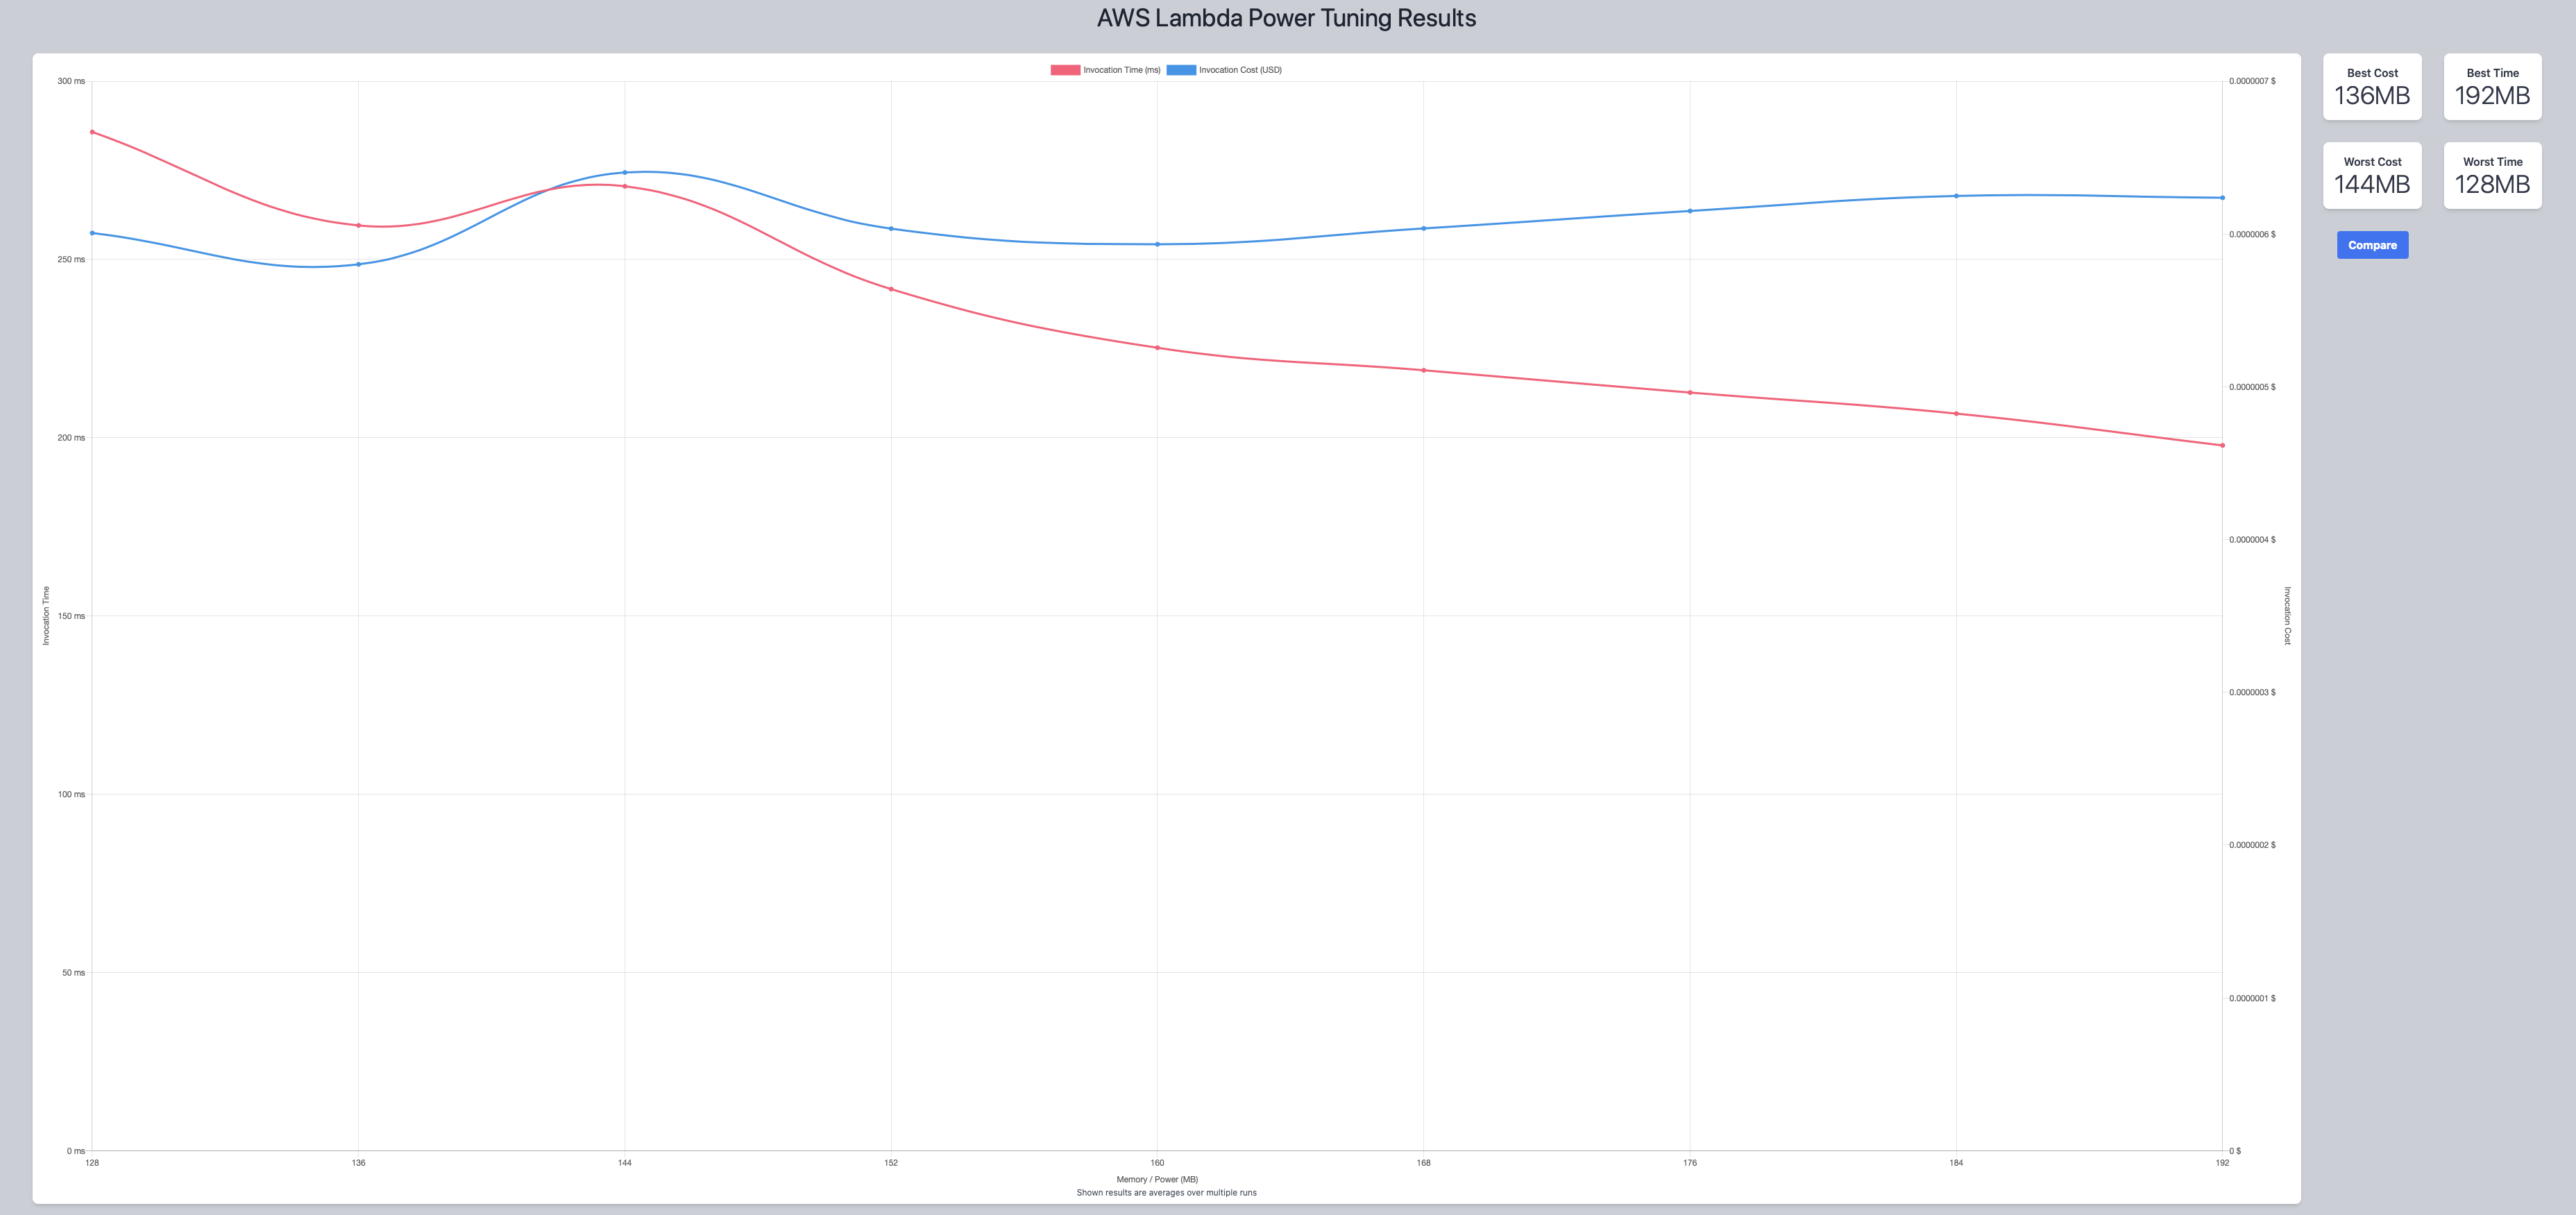 AWS Lambda Power Tuning Results
Invocation Time (ms) Invocation Cost (USD)
300 ms
250 ms
200 ms
150 ms
100 ms
50 ms
0 ms
Invocation Time
0.0000007 $
0.0000006 $
0.0000005 $
0.0000004 $
0.0000003 $
0.0000002 $
0.0000001 $
0 $
Invocation Cost
128 136 144 152 160 168 176 184 192
Memory / Power (MB)
Shown results are averages over multiple runs
Best Cost
136MB
Best Time
192MB
Worst Cost
144MB
Worst Time
128MB
Compare